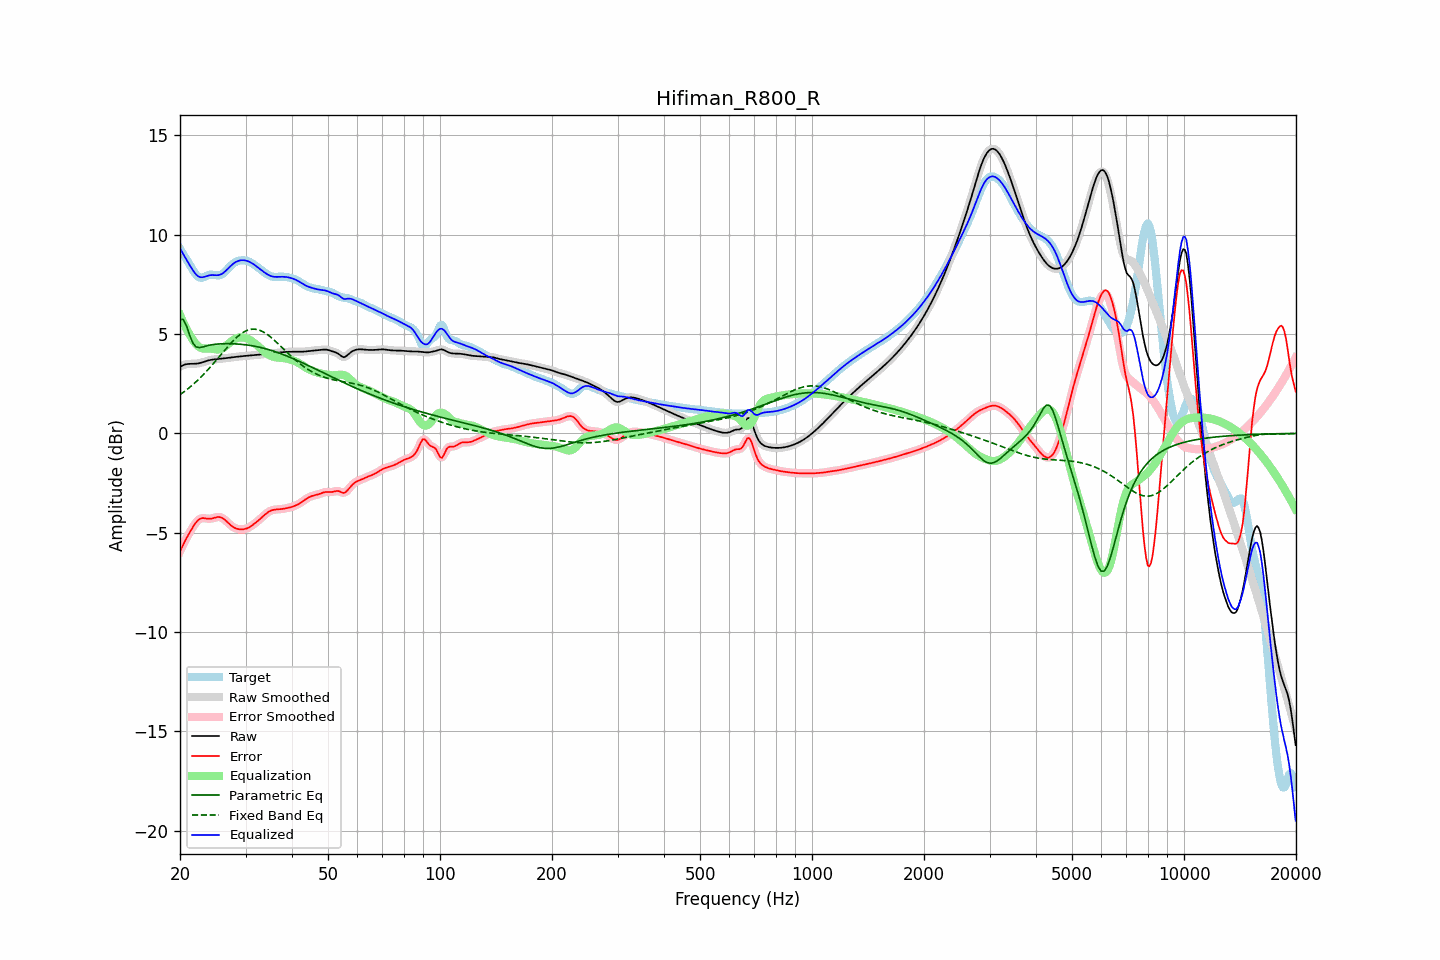 Hifiman_R800_R
15
10
5
0
−5
−10
−15
−20
Amplitude (dBr)
Target
Raw Smoothed
Error Smoothed
Raw
Error
Equalization
Parametric Eq
Fixed Band Eq
Equalized
20
50
100
200
500
1000
2000
5000
10000
20000
Frequency (Hz)